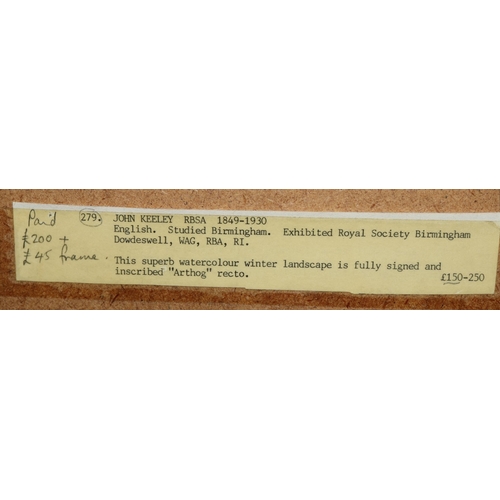 Paid
£200 +
£45 frame.
279.
JOHN KEELEY RBSA 1849-1930
English. Studied Birmingham. Exhibited Royal Society Birmingham
Dowdeswell, WAG, RBA, RI.
This superb watercolour winter landscape is fully signed and
inscribed "Arthog" recto.
£150-250